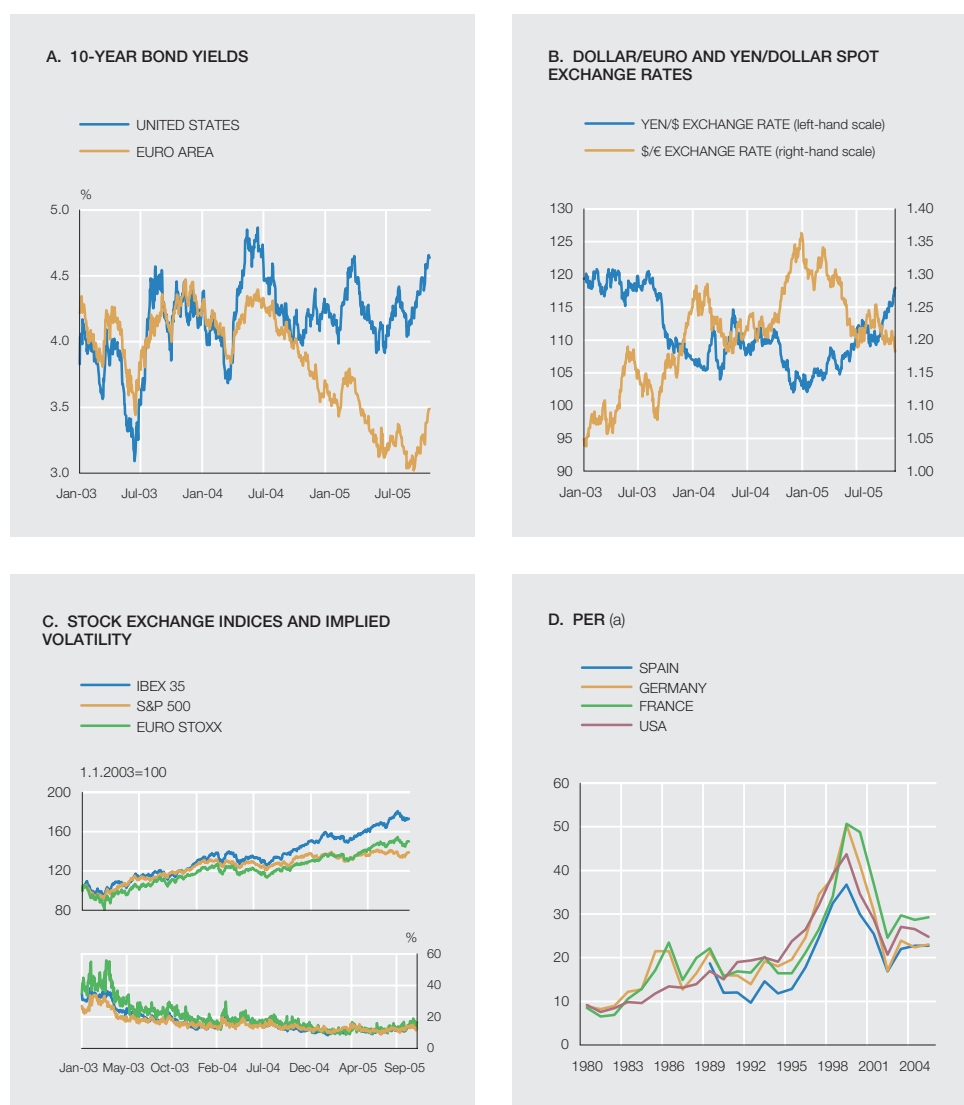 A. 10-YEAR BOND YIELDS
UNITED STATES
EURO AREA
%
5.0
4.5
4.0
3.5
3.0
Jan-03 Jul-03 Jan-04 Jul-04 Jan-05 Jul-05
B. DOLLAR/EURO AND YEN/DOLLAR SPOT
EXCHANGE RATES
YEN/$ EXCHANGE RATE (left-hand scale)
$/€ EXCHANGE RATE (right-hand scale)
130 1.40
125 1.35
120 1.30
115 1.25
110 1.20
105 1.15
100 1.10
95 1.05
90 1.00
Jan-03 Jul-03 Jan-04 Jul-04 Jan-05 Jul-05
C. STOCK EXCHANGE INDICES AND IMPLIED
VOLATILITY
IBEX 35
S&P 500
EURO STOXX
1.1.2003=100
200
160
120
80
%
60
40
20
0
Jan-03 May-03 Oct-03 Feb-04 Jul-04 Dec-04 Apr-05 Sep-05
D. PER (a)
SPAIN
GERMANY
FRANCE
USA
60
50
40
30
20
10
0
1980 1983 1986 1989 1992 1995 1998 2001 2004